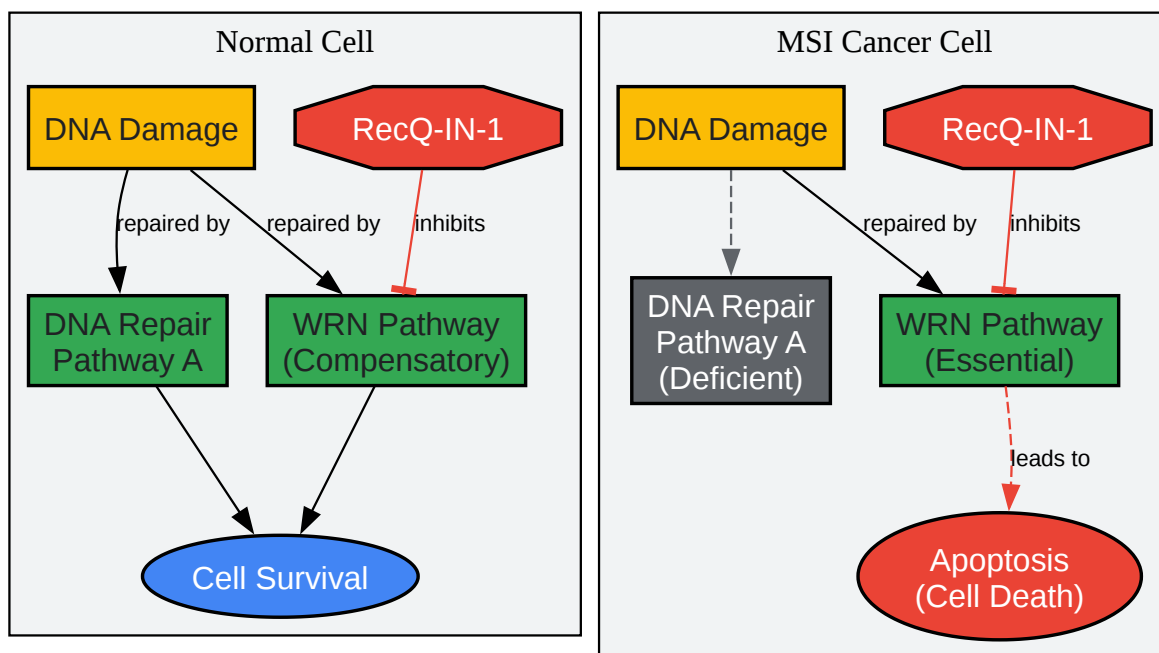 Normal Cell
DNA Damage
RecQ-IN-1
repaired by
repaired by
inhibits
DNA Repair
Pathway A
WRN Pathway
(Compensatory)
Cell Survival
MSI Cancer Cell
DNA Damage
RecQ-IN-1
repaired by
inhibits
DNA Repair
Pathway A
(Deficient)
WRN Pathway
(Essential)
leads to
Apoptosis
(Cell Death)